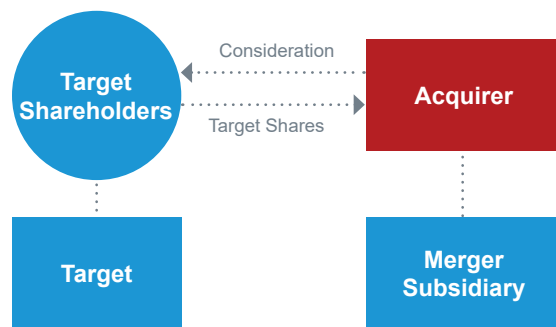 Consideration
Target
Shareholders
Acquirer
Target Shares
Target
Merger
Subsidiary